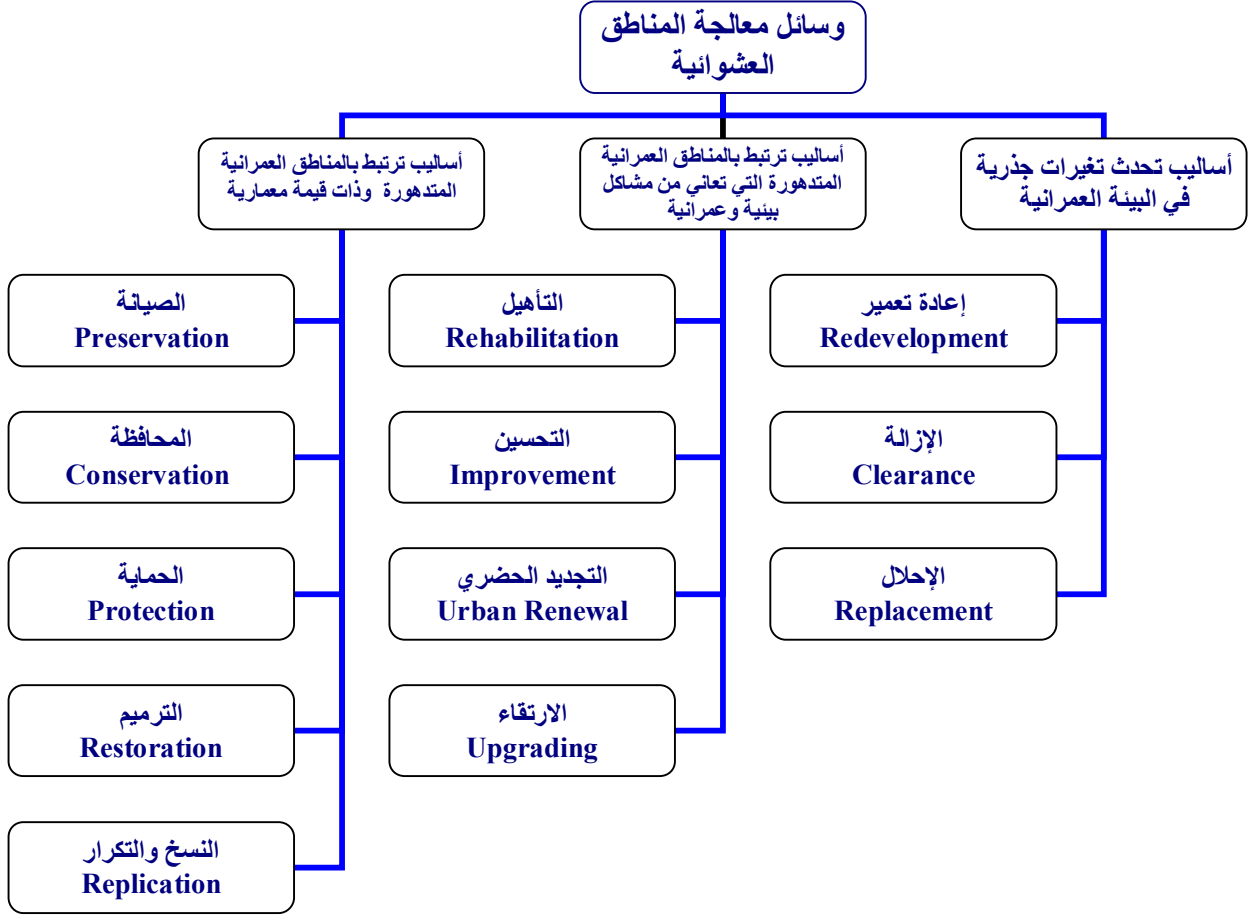 وسائل معالجة المناطق
العشوائية
أساليب تحدث تغيرات جذرية
في البيئة العمرانية
إعادة تعمير
Redevelopment
الإزالة
Clearance
الإحلال
Replacement
أساليب ترتبط بالمناطق العمرانية
المتدهورة التي تعاني من مشاكل
بيئية وعمرانية
التأهيل
Rehabilitation
التحسين
Improvement
التجديد الحضري
Urban Renewal
الارتقاء
Upgrading
أساليب ترتبط بالمناطق العمرانية
المتدهورة وذات قيمة معمارية
الصيانة
Preservation
المحافظة
Conservation
الحماية
Protection
الترميم
Restoration
النسخ والتكرار
Replication